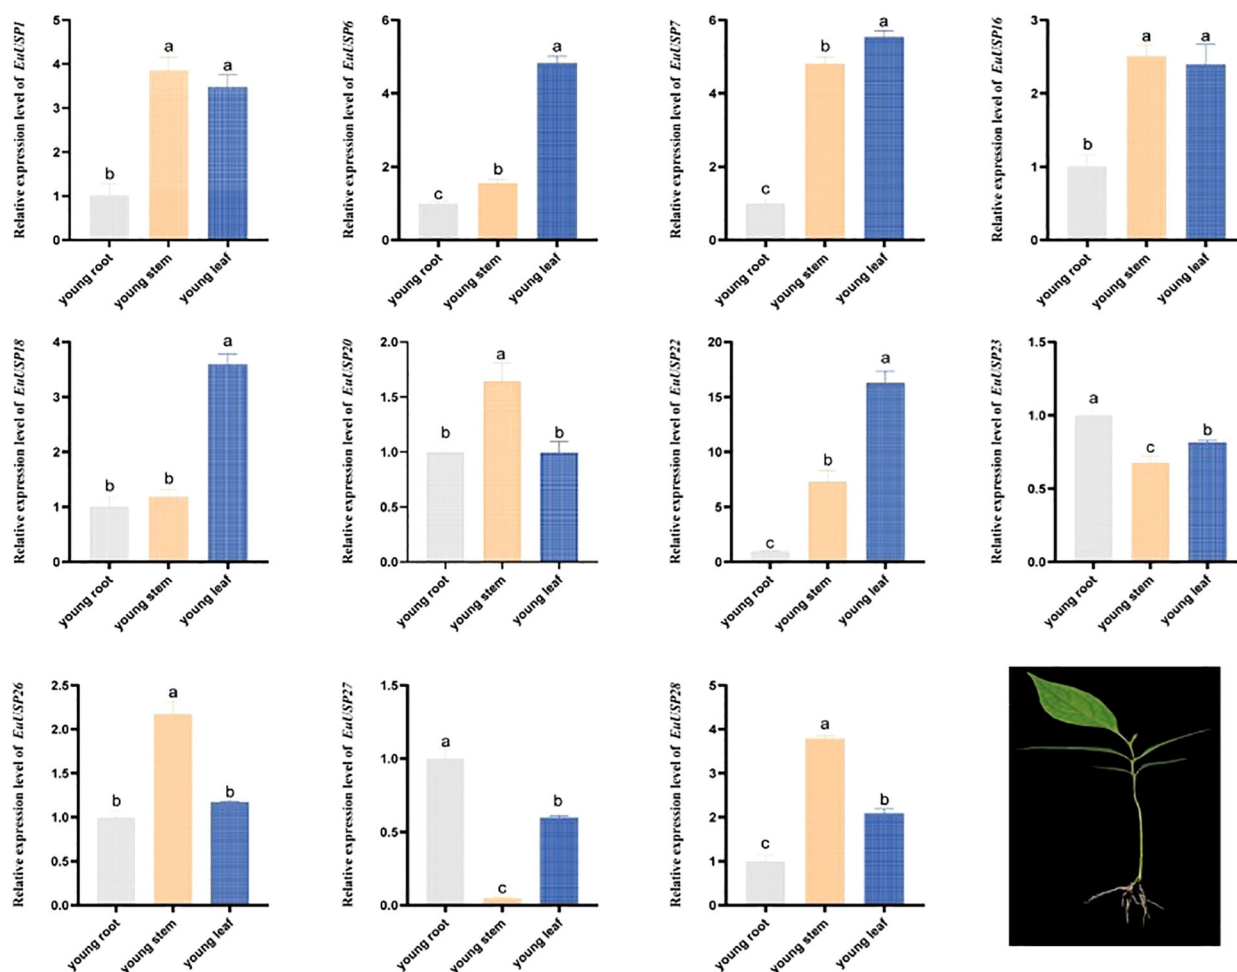 Relative expression level of EuUSP1
5
4
3
2
1
0
a
a
b
young root
young stem
young leaf
Relative expression level of EuUSP6
6
4
2
0
a
b
c
young root
young stem
young leaf
Relative expression level of EuUSP7
6
4
2
0
a
b
c
young root
young stem
young leaf
Relative expression level of EuUSP16
3
2
1
0
a
a
b
young root
young stem
young leaf
Relative expression level of EuUSP18
4
3
2
1
0
a
b
b
young root
young stem
young leaf
Relative expression level of EuUSP20
2.0
1.5
1.0
0.5
0.0
a
b
b
young root
young stem
young leaf
Relative expression level of EuUSP22
20
15
10
5
0
a
b
c
young root
young stem
young leaf
Relative expression level of EuUSP23
1.5
1.0
0.5
0.0
a
b
c
young root
young stem
young leaf
Relative expression level of EuUSP26
2.5
2.0
1.5
1.0
0.5
0.0
a
b
b
young root
young stem
young leaf
Relative expression level of EuUSP27
1.5
1.0
0.5
0.0
a
b
c
young root
young stem
young leaf
Relative expression level of EuUSP28
5
4
3
2
1
0
a
b
c
young root
young stem
young leaf